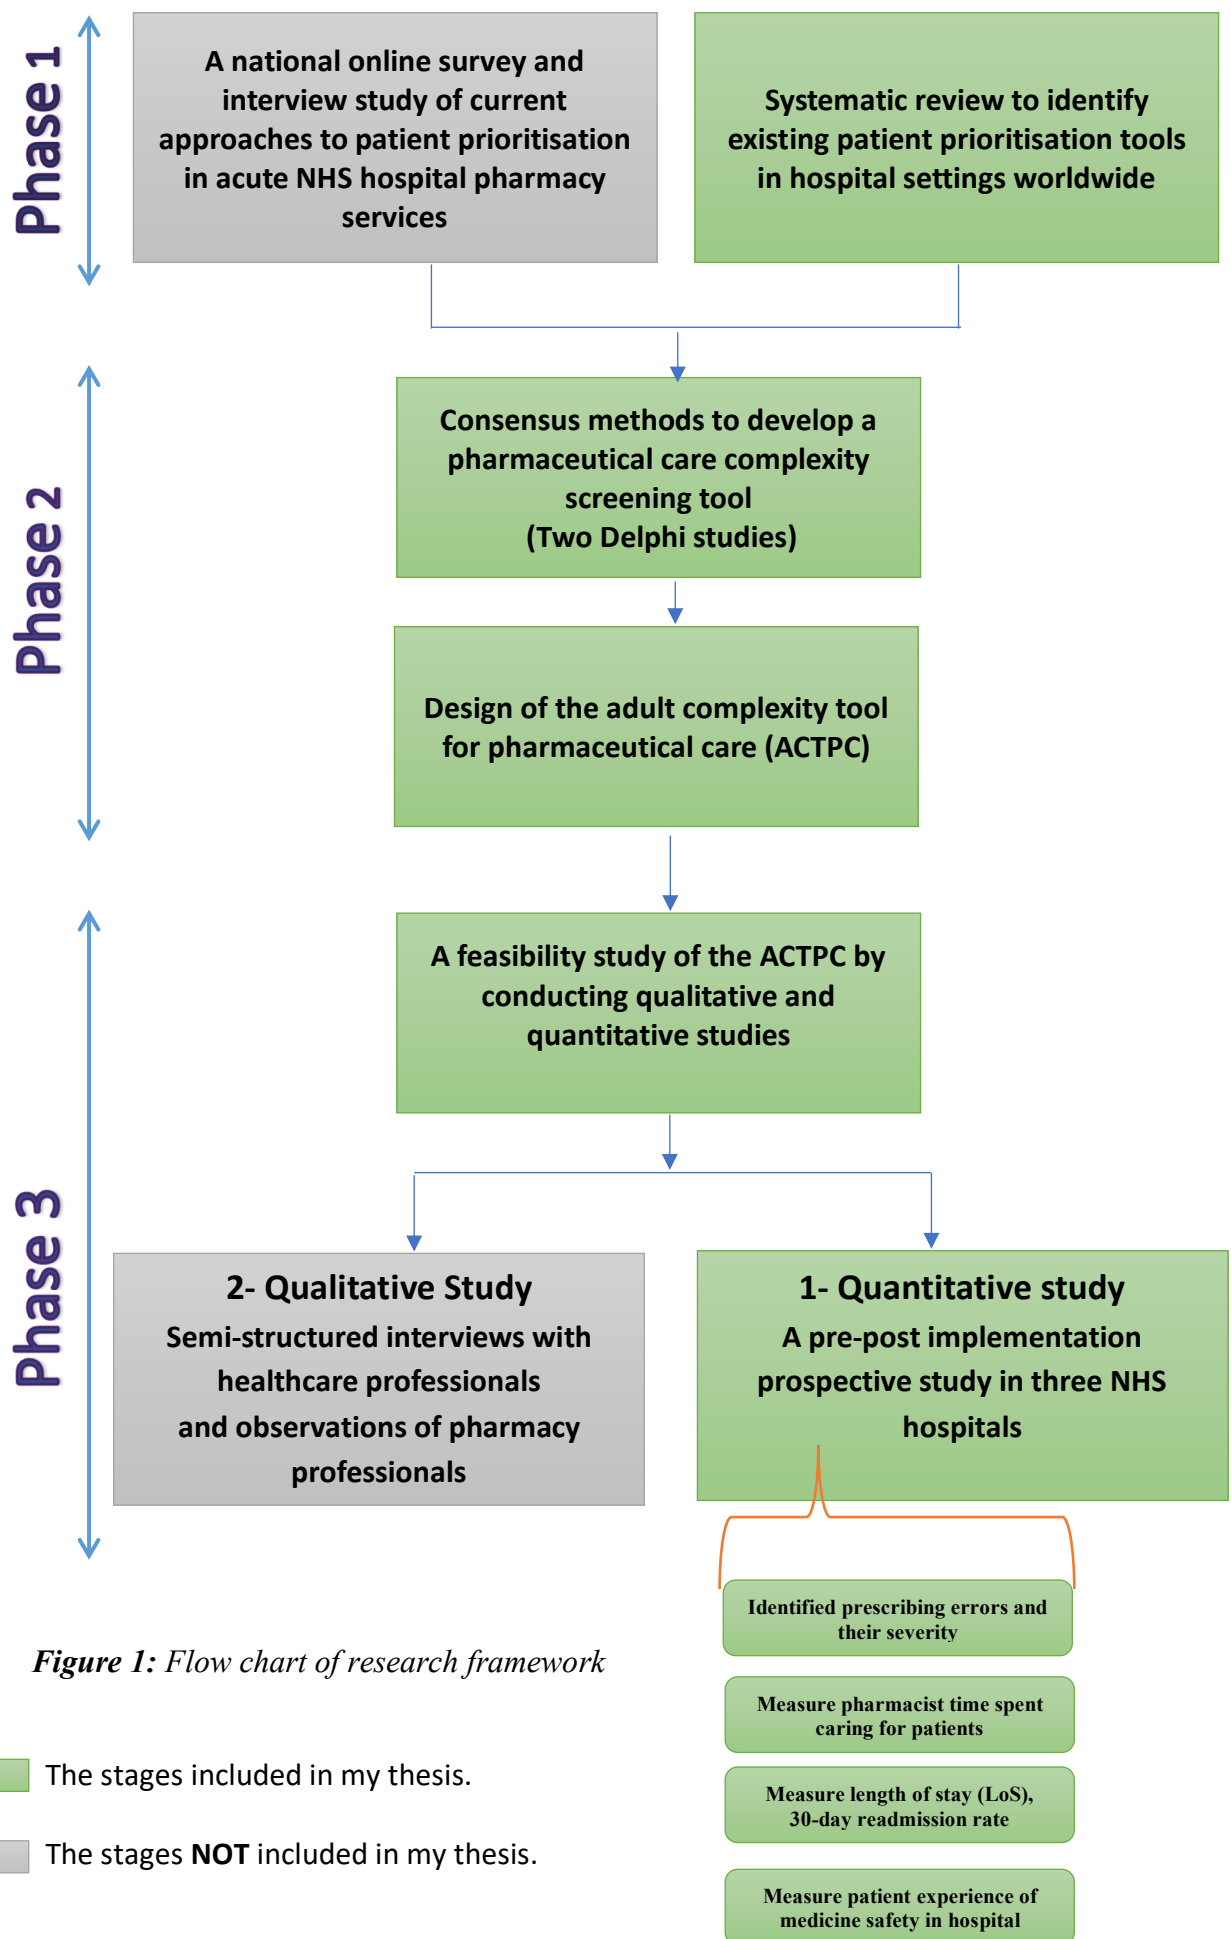 Phase 1
A national online survey and
interview study of current
approaches to patient prioritisation
in acute NHS hospital pharmacy
services
Systematic review to identify
existing patient prioritisation tools
in hospital settings worldwide
Phase 2
Consensus methods to develop a
pharmaceutical care complexity
screening tool
(Two Delphi studies)
Design of the adult complexity tool
for pharmaceutical care (ACTPC)
Phase 3
A feasibility study of the ACTPC by
conducting qualitative and
quantitative studies
2- Qualitative Study
Semi-structured interviews with
healthcare professionals
and observations of pharmacy
professionals
1- Quantitative study
A pre-post implementation
prospective study in three NHS
hospitals
Identified prescribing errors and
their severity
Measure pharmacist time spent
caring for patients
Measure length of stay (LoS),
30-day readmission rate
Measure patient experience of
medicine safety in hospital
Figure 1: Flow chart of research framework
The stages included in my thesis.
The stages NOT included in my thesis.